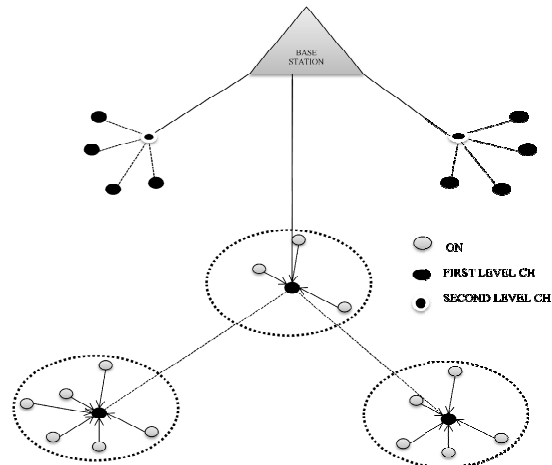 BASE
STATION
ON
FIRST LEVEL CH
SECOND LEVEL CH